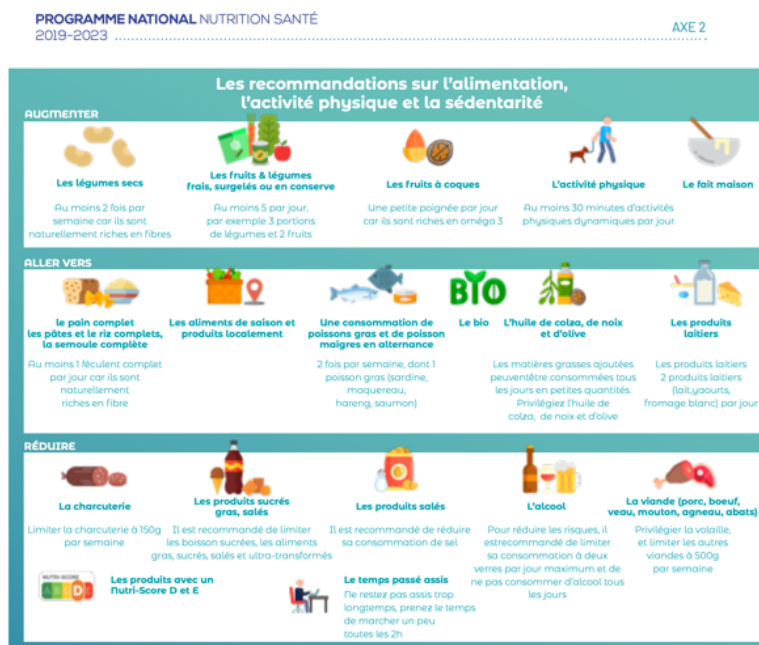 PROGRAMME NATIONAL NUTRITION SANTÉ
2019-2023
AXE 2
Les recommandations sur l'alimentation,
l'activité physique et la sédentarité
AUGMENTER
Les légumes secs
Au moins 2 fois par
semaine car ils sont
naturellement riches en fibres
Les fruits & légumes
frais, surgelés ou en conserve
Au moins 5 par jour,
par exemple 3 portions
de légumes et 2 fruits
Les fruits à coques
Une petite poignée par jour
car ils sont riches en oméga 3
L'activité physique
Au moins 30 minutes d'activités
physiques dynamiques par jour
Le fait maison
ALLER VERS
le pain complet
les pâtes et le riz complets,
la semoule complète
Au moins 1 féculent complet
par jour car ils sont
naturellement
riches en fibre
Les aliments de saison et
produits localement
Une consommation de
poissons gras et de poisson
maigres en alternance
2 fois par semaine, dont 1
poisson gras (sardine,
maquereau,
hareng, saumon)
BIO
Le bio
L'huile de colza, de noix
et d'olive
Les matières grasses ajoutées
peuventêtre consommées tous
les jours en petites quantités.
Privilégiez l'huile de
colza, de noix et d'olive
Les produits
laitiers
Les produits laitiers
2 produits laitiers
(lait,yaourts,
fromage blanc) par jour
RÉDUIRE
La charcuterie
Limiter la charcuterie à 150g
par semaine
Les produits sucrés
gras, salés
Il est recommandé de limiter
les boisson sucrées, les aliments
gras, sucrés, salés et ultra-transformés
Les produits salés
Il est recommandé de réduire
sa consommation de sel
L'alcool
Pour réduire les risques, il
estrecommandé de limiter
sa consommation à deux
verres par jour maximum et de
ne pas consommer d'alcool tous
les jours
La viande (porc, boeuf,
veau, mouton, agneau, abats)
Privilégier la volaille,
et limiter les autres
viandes à 500g
par semaine
NUTRI-SCORE
A B C D E
Les produits avec un
Nutri-Score D et E
Le temps passé assis
Ne restez pas assis trop
longtemps, prenez le temps
de marcher un peu
toutes les 2h